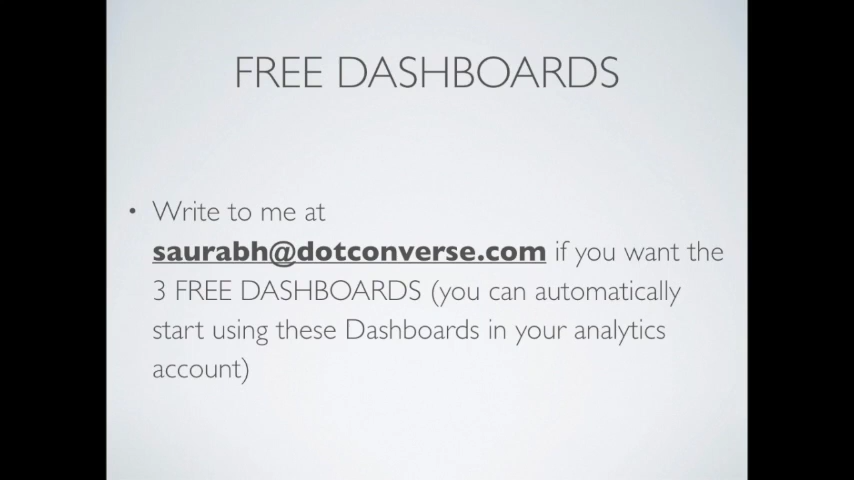 FREE DASHBOARDS
• Write to me at
saurabh@dotconverse.com if you want the
3 FREE DASHBOARDS (you can automatically
start using these Dashboards in your analytics
account)